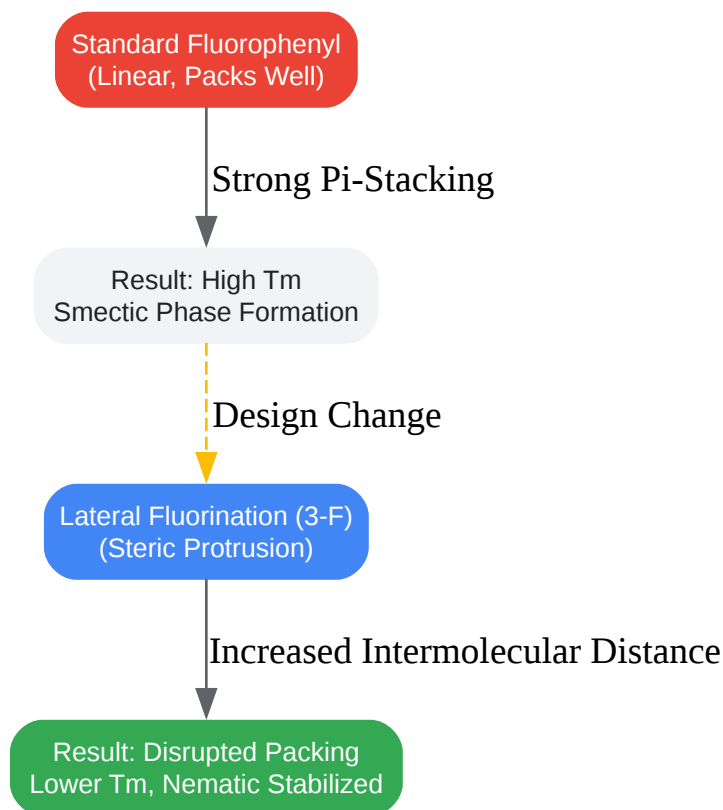 Standard Fluorophenyl
(Linear, Packs Well)
Strong Pi-Stacking
Result: High Tm
Smectic Phase Formation
Design Change
Lateral Fluorination (3-F)
(Steric Protrusion)
Increased Intermolecular Distance
Result: Disrupted Packing
Lower Tm, Nematic Stabilized